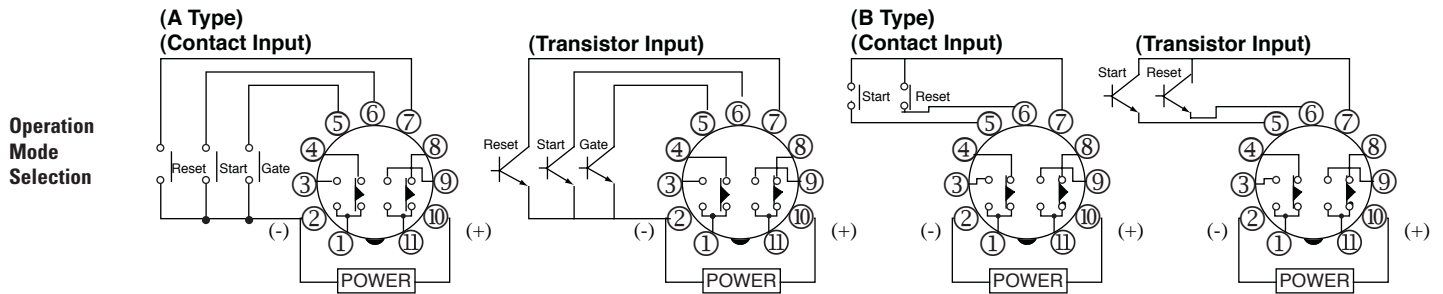 (A Type)
(Contact Input)
(Transistor Input)
(B Type)
(Contact Input)
(Transistor Input)
Operation
Mode
Selection
Reset Start Gate
⑤ ⑥ ⑦
④ ⑧
③ ⑨
② ⑩
① ⑪
(-) (+)
POWER
Reset Start Gate
⑤ ⑥ ⑦
④ ⑧
③ ⑨
② ⑩
① ⑪
(-) (+)
POWER
Start Reset
⑤ ⑥ ⑦
④ ⑧
③ ⑨
② ⑩
① ⑪
(-) (+)
POWER
Start Reset
⑤ ⑥ ⑦
④ ⑧
③ ⑨
② ⑩
① ⑪
(-) (+)
POWER